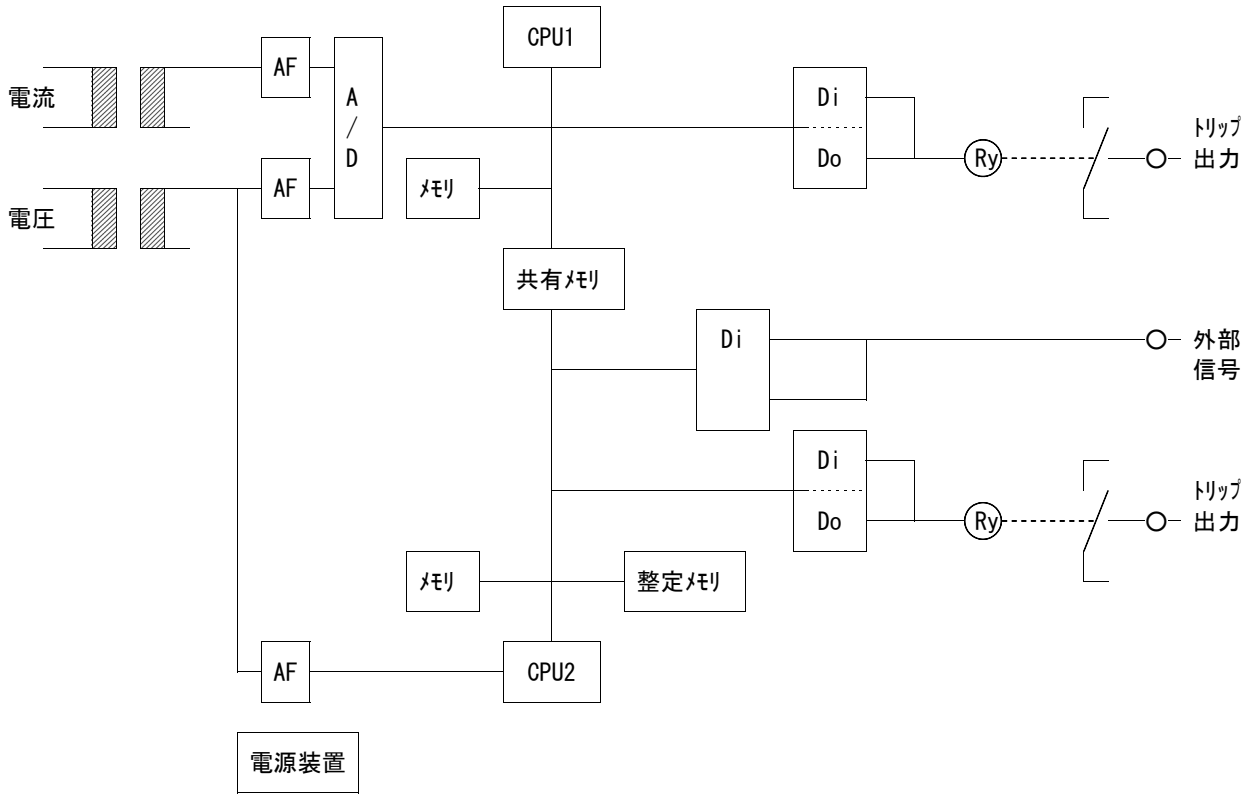 CPU1
AF
A
/
D
電流
Di
Do
Ry
ﾄﾘｯﾌﾟ
出力
AF
ﾒﾓﾘ
電圧
共有ﾒﾓﾘ
Di
外部
信号
Di
Do
Ry
ﾄﾘｯﾌﾟ
出力
ﾒﾓﾘ
整定ﾒﾓﾘ
AF
CPU2
電源装置